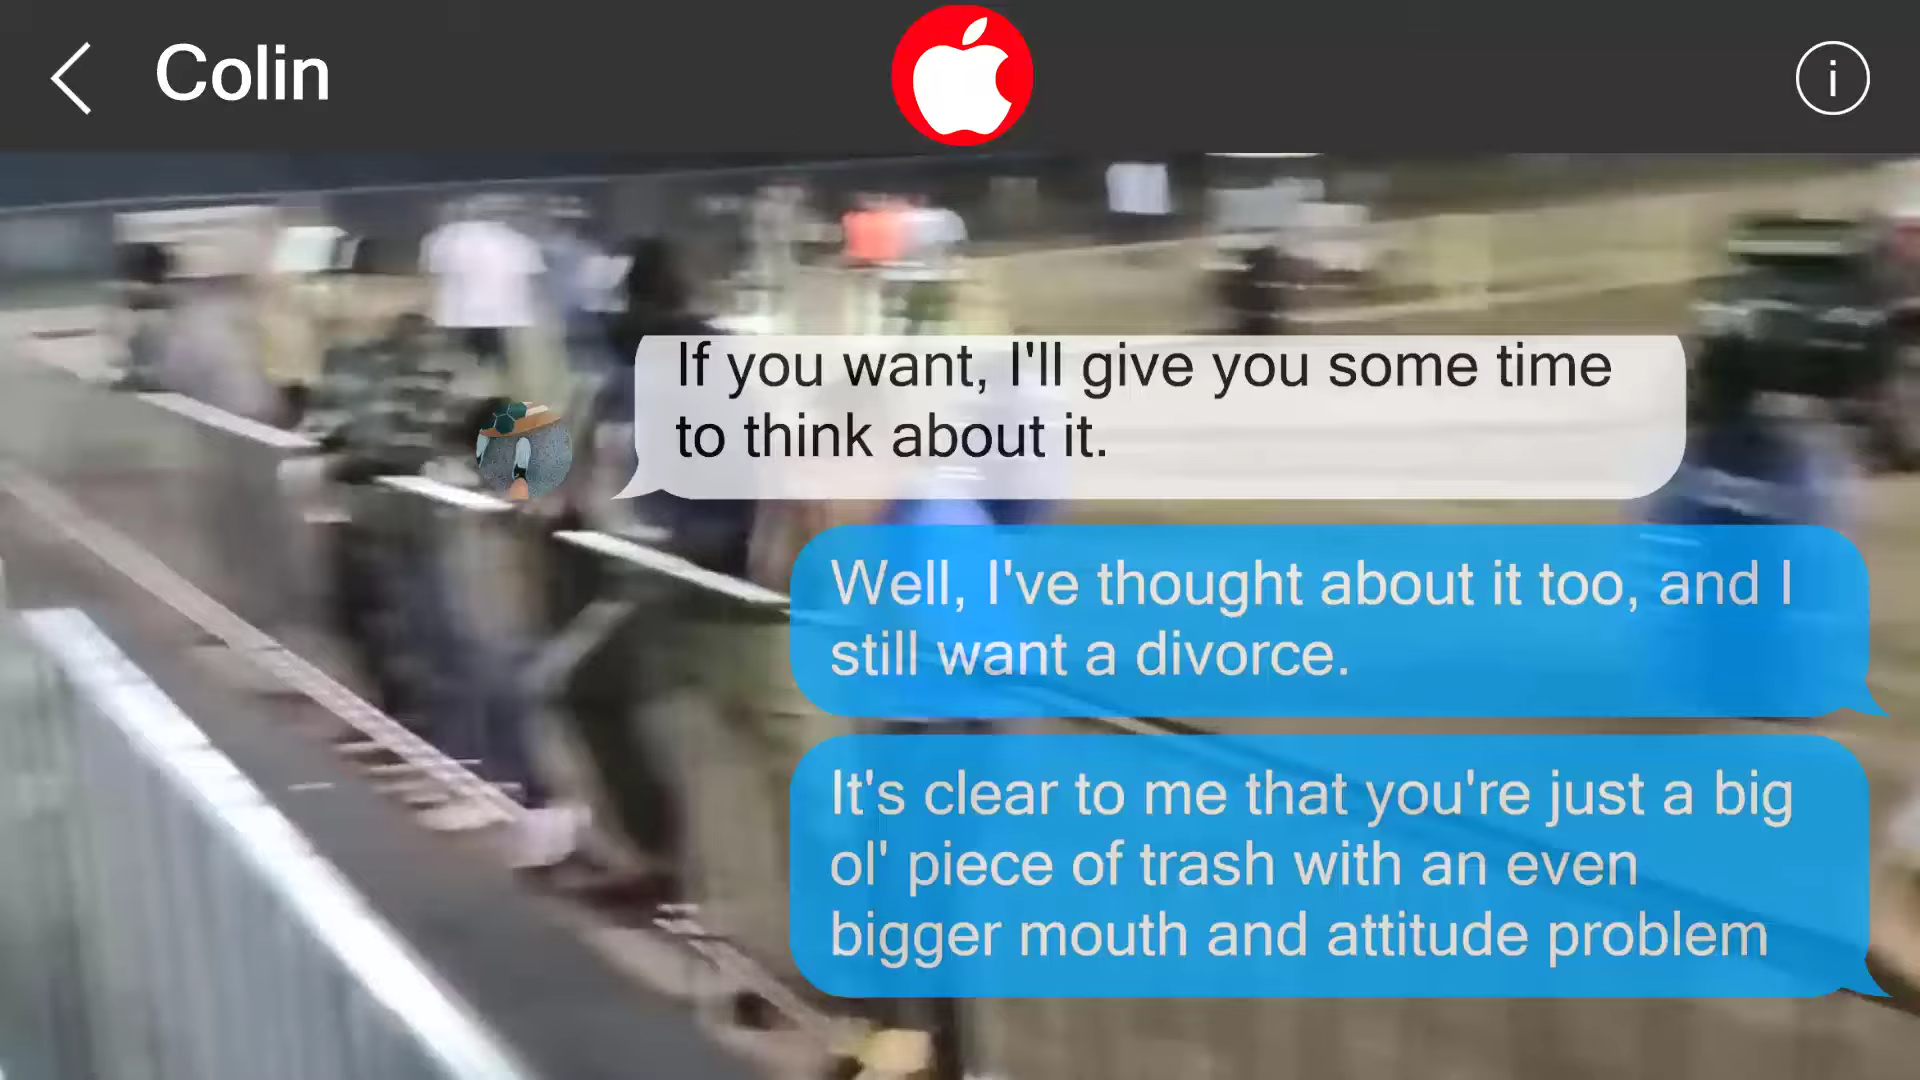 Colin
i
If you want, I'll give you some time
to think about it.
Well, I've thought about it too, and I
still want a divorce.
It's clear to me that you're just a big
ol' piece of trash with an even
bigger mouth and attitude problem